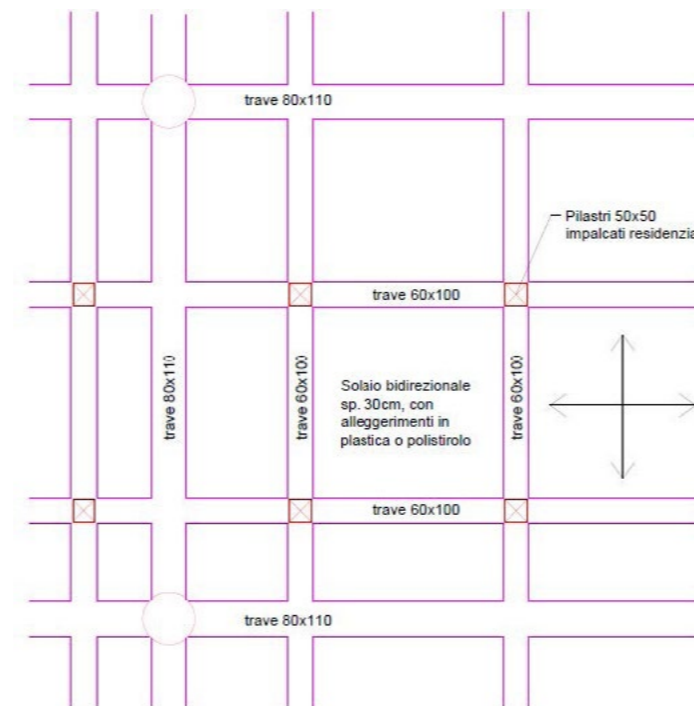 trave 80x110
Pilastri 50x50
impalcati residenzia
trave 60x100
trave 80x110
trave 60x100
trave 60x100
Solaio bidirezionale
sp. 30cm, con
alleggerimenti in
plastica o polistirolo
trave 60x100
trave 80x110